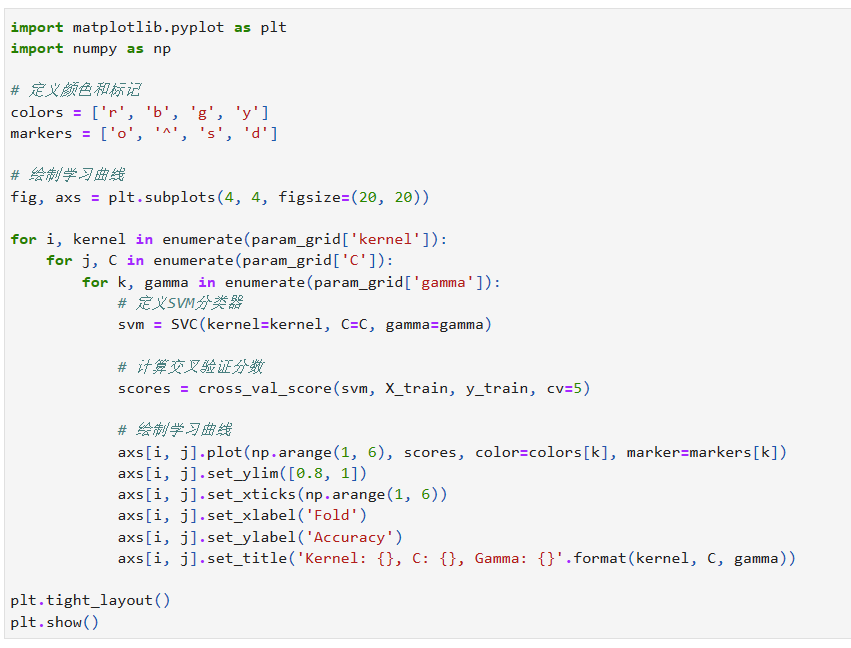 import matplotlib.pyplot as plt
import numpy as np

# 定义颜色和标记
colors = ['r', 'b', 'g', 'y']
markers = ['o', '^', 's', 'd']

# 绘制学习曲线
fig, axs = plt.subplots(4, 4, figsize=(20, 20))

for i, kernel in enumerate(param_grid['kernel']):
    for j, C in enumerate(param_grid['C']):
        for k, gamma in enumerate(param_grid['gamma']):
            # 定义SVM分类器
            svm = SVC(kernel=kernel, C=C, gamma=gamma)

            # 计算交叉验证分数
            scores = cross_val_score(svm, X_train, y_train, cv=5)

            # 绘制学习曲线
            axs[i, j].plot(np.arange(1, 6), scores, color=colors[k], marker=markers[k])
            axs[i, j].set_ylim([0.8, 1])
            axs[i, j].set_xticks(np.arange(1, 6))
            axs[i, j].set_xlabel('Fold')
            axs[i, j].set_ylabel('Accuracy')
            axs[i, j].set_title('Kernel: {}, C: {}, Gamma: {}'.format(kernel, C, gamma))

plt.tight_layout()
plt.show()